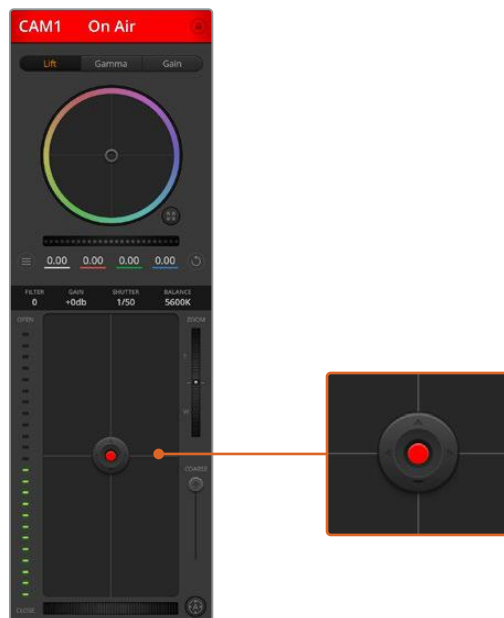 CAM1 On Air
Lift Gamma Gain
0.00 0.00 0.00 0.00
FILTER GAIN SHUTTER BALANCE
0 +0db 1/50 5600K
OPEN ZOOM
T
W
COARSE
CLOSE